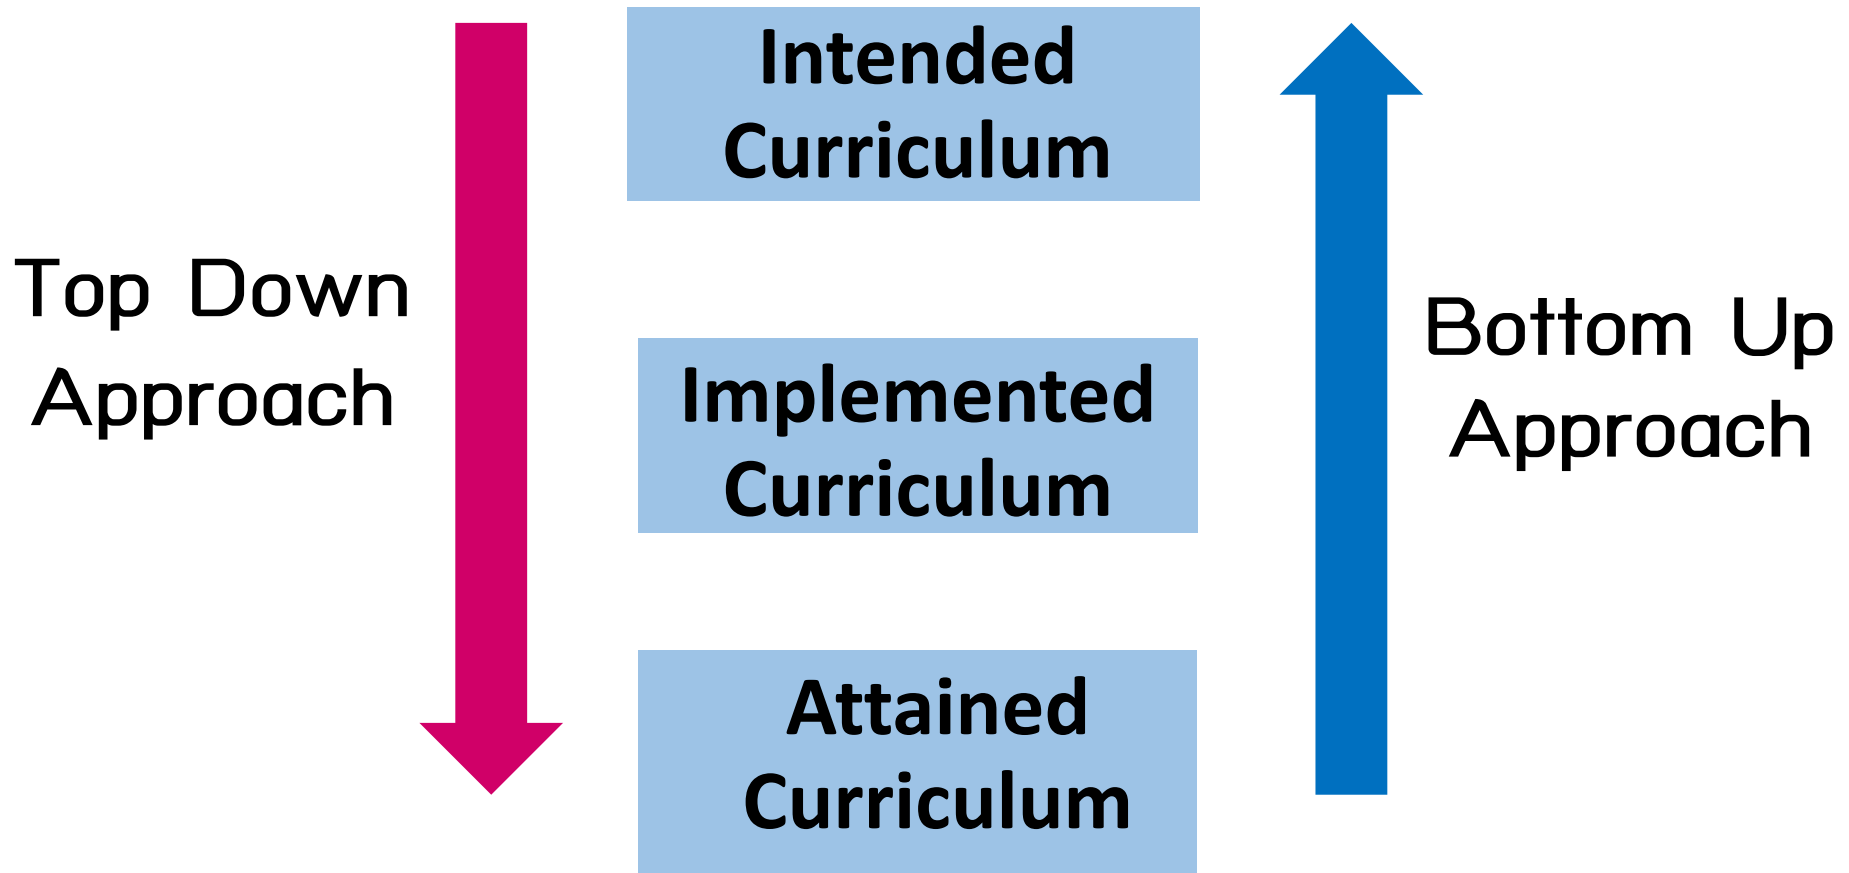 Top Down
Approach
Intended
Curriculum
Implemented
Curriculum
Attained
Curriculum
Bottom Up
Approach